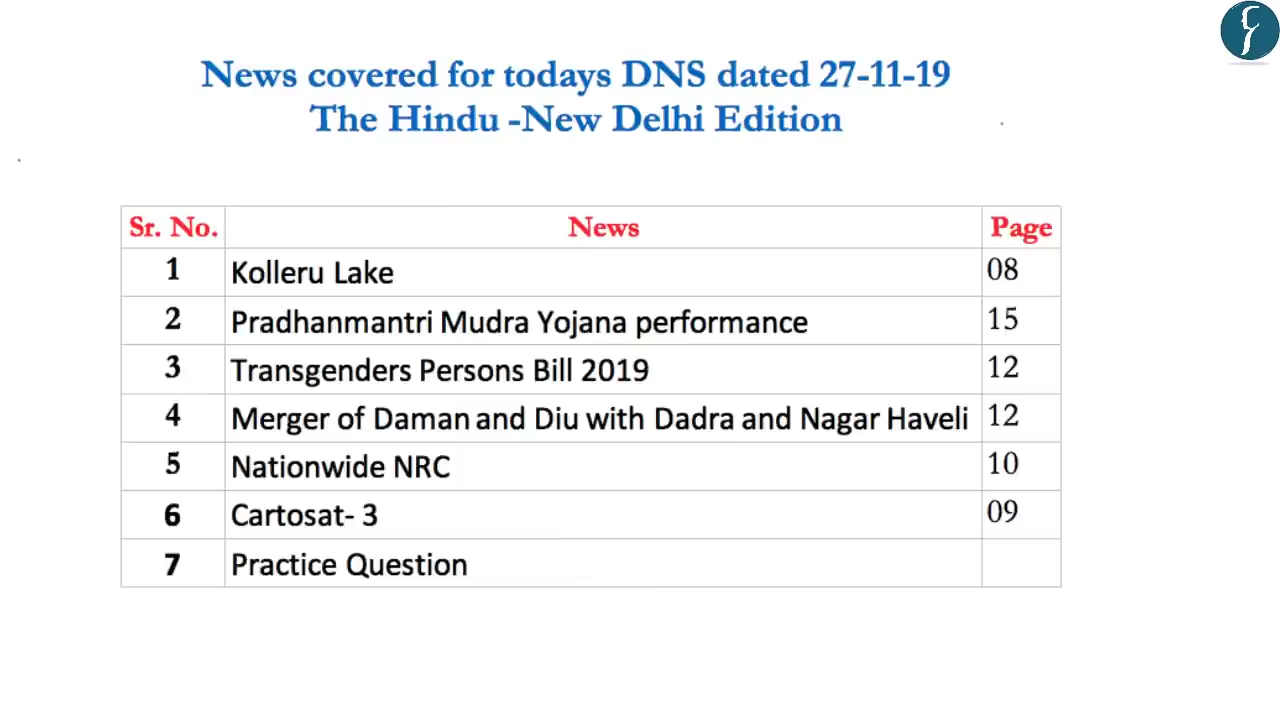 News covered for todays DNS dated 27-11-19
The Hindu -New Delhi Edition
Sr. No. News Page
1 Kolleru Lake 08
2 Pradhanmantri Mudra Yojana performance 15
3 Transgenders Persons Bill 2019 12
4 Merger of Daman and Diu with Dadra and Nagar Haveli 12
5 Nationwide NRC 10
6 Cartosat- 3 09
7 Practice Question